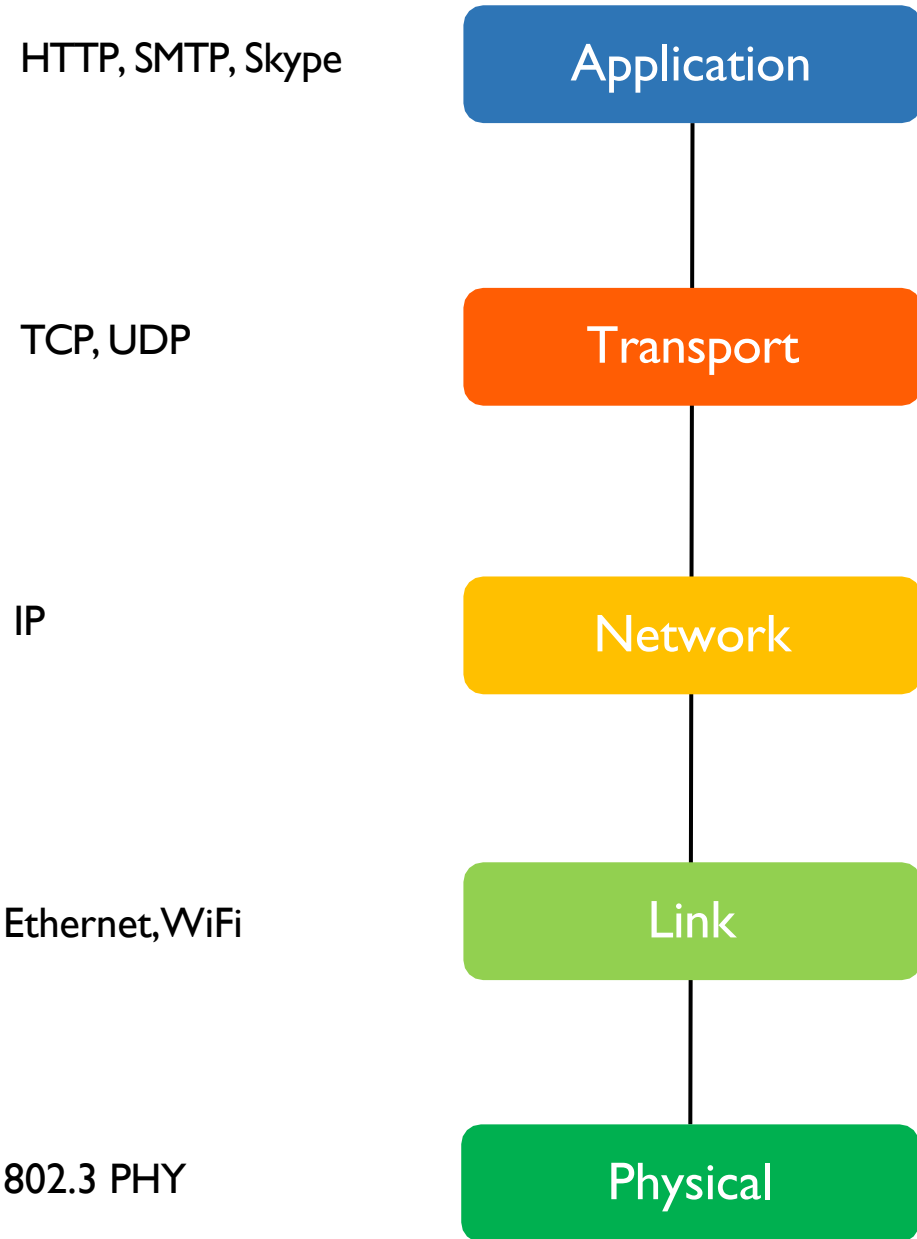 HTTP, SMTP, Skype
Application
TCP, UDP
Transport
IP
Network
Ethernet, WiFi
Link
802.3 PHY
Physical